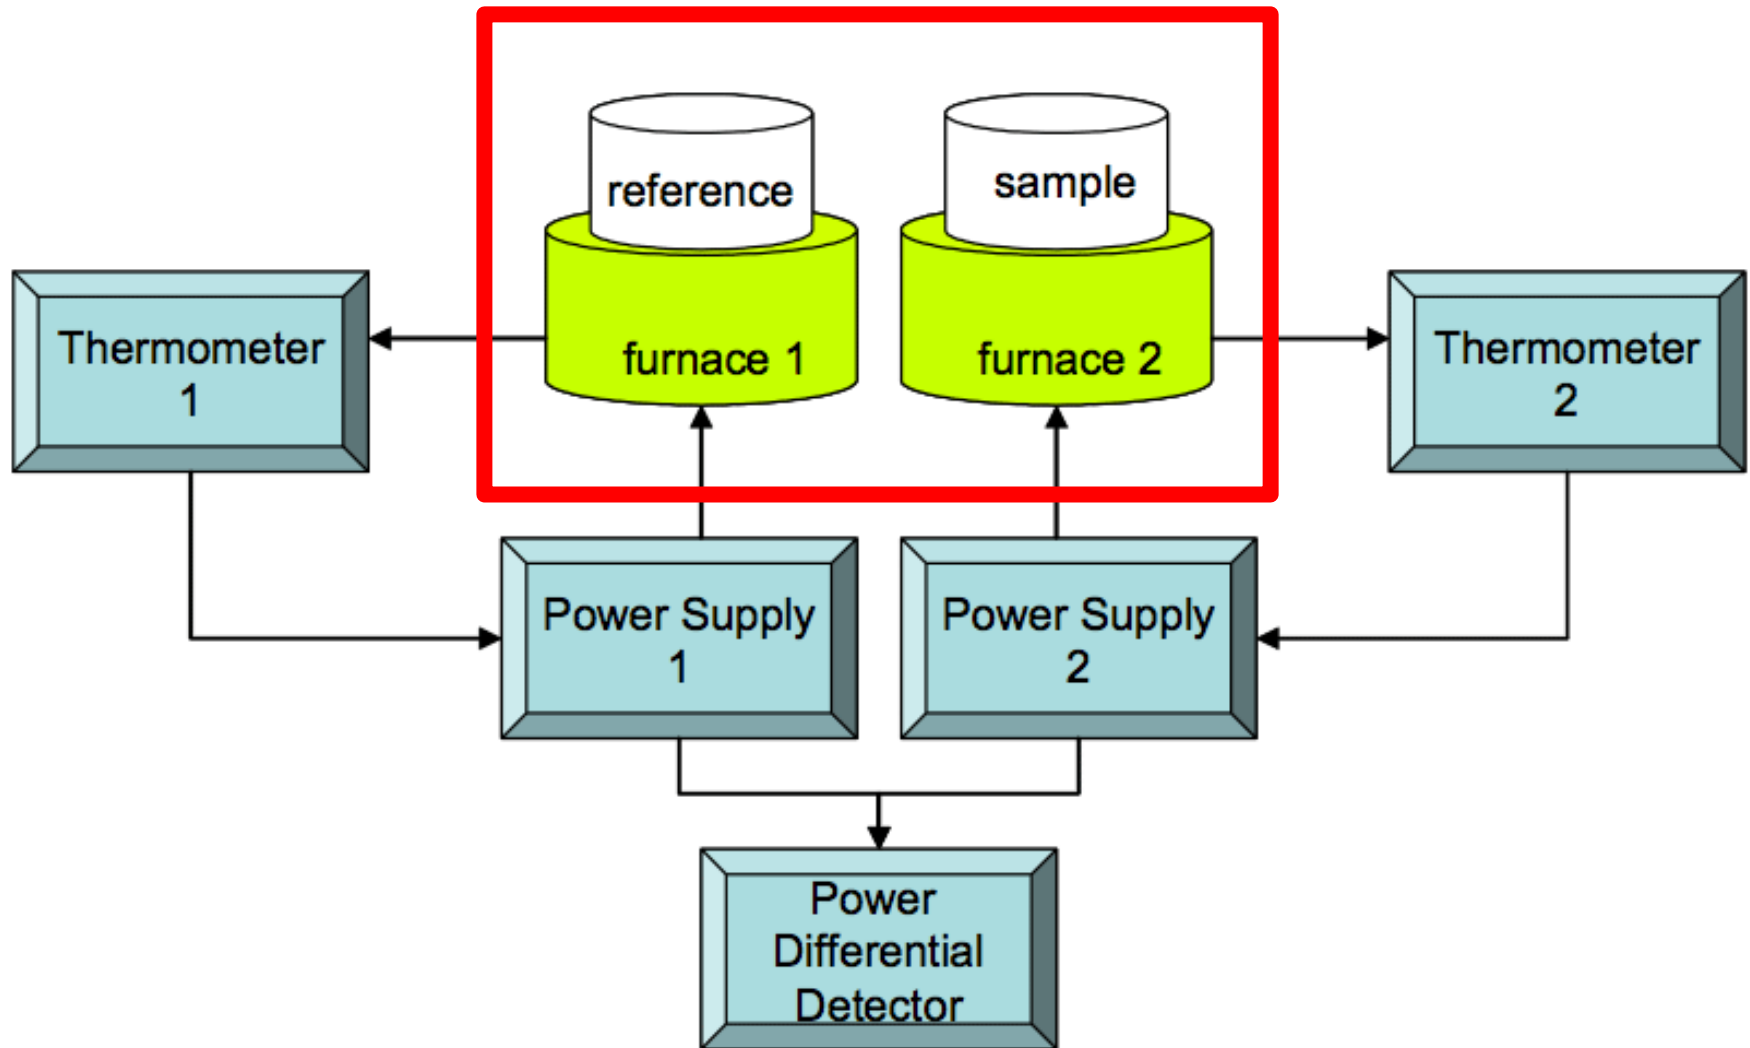 reference
sample
furnace 1
furnace 2
Thermometer
1
Thermometer
2
Power Supply
1
Power Supply
2
Power
Differential
Detector